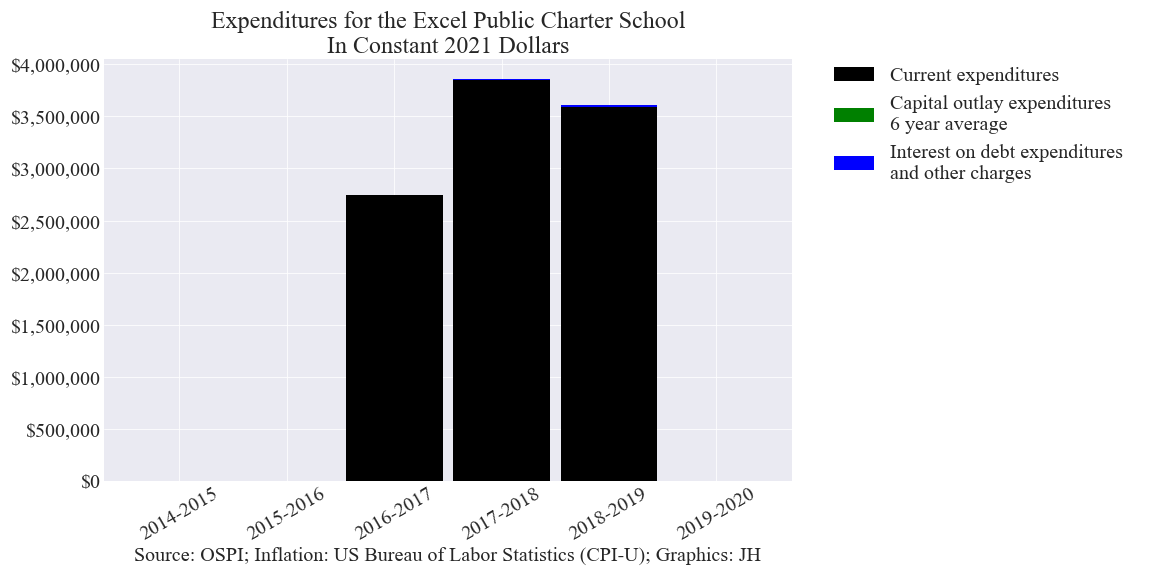 Expenditures for the Excel Public Charter School
In Constant 2021 Dollars
$4,000,000
$3,500,000
$3,000,000
$2,500,000
$2,000,000
$1,500,000
$1,000,000
$500,000
$0
2014-2015
2015-2016
2016-2017
2017-2018
2018-2019
2019-2020
Source: OSPI; Inflation: US Bureau of Labor Statistics (CPI-U); Graphics: JH
Current expenditures
Capital outlay expenditures
6 year average
Interest on debt expenditures
and other charges